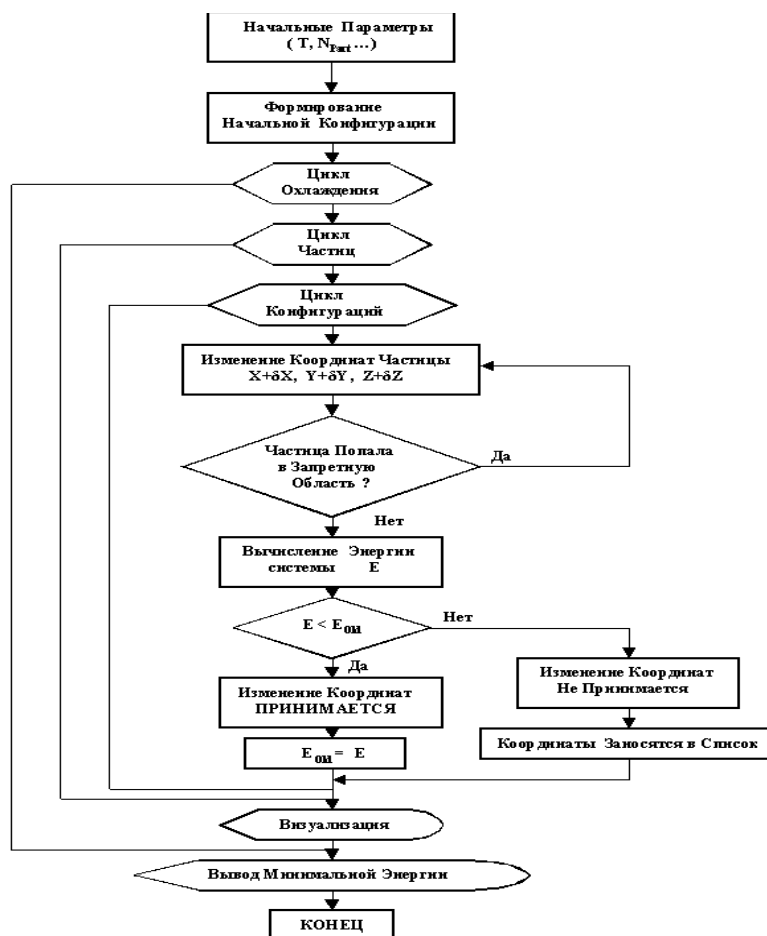 Начальные Параметры
( T, N_Part ...)
Формирование
Начальной Конфигурации
Цикл
Охлаждения
Цикл
Частиц
Цикл
Конфигураций
Изменение Координат Частицы
X+δX, Y+δY, Z+δZ
Частица Попала
в Запретную
Область ?
Да
Нет
Вычисление Энергии
системы E
E < E_Old
Нет
Да
Изменение Координат
ПРИНИМАЕТСЯ
Изменение Координат
Не Принимается
E_Old = E
Координаты Заносятся в Список
Визуализация
Вывод Минимальной Энергии
КОНЕЦ